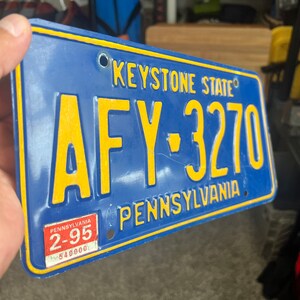 KEYSTONE STATE
AFY·3270
PENNSYLVANIA
PENNSYLVANIA
2-95